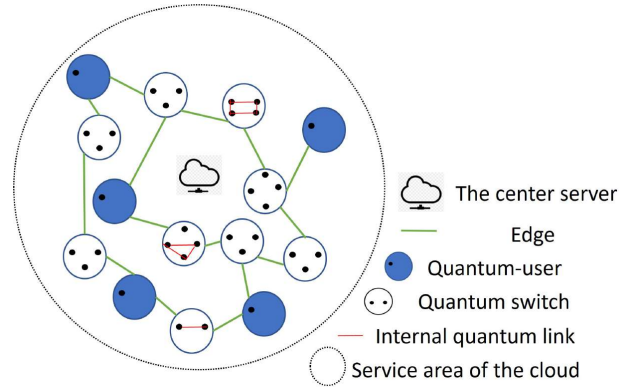 The center server
Edge
Quantum-user
Quantum switch
Internal quantum link
Service area of the cloud